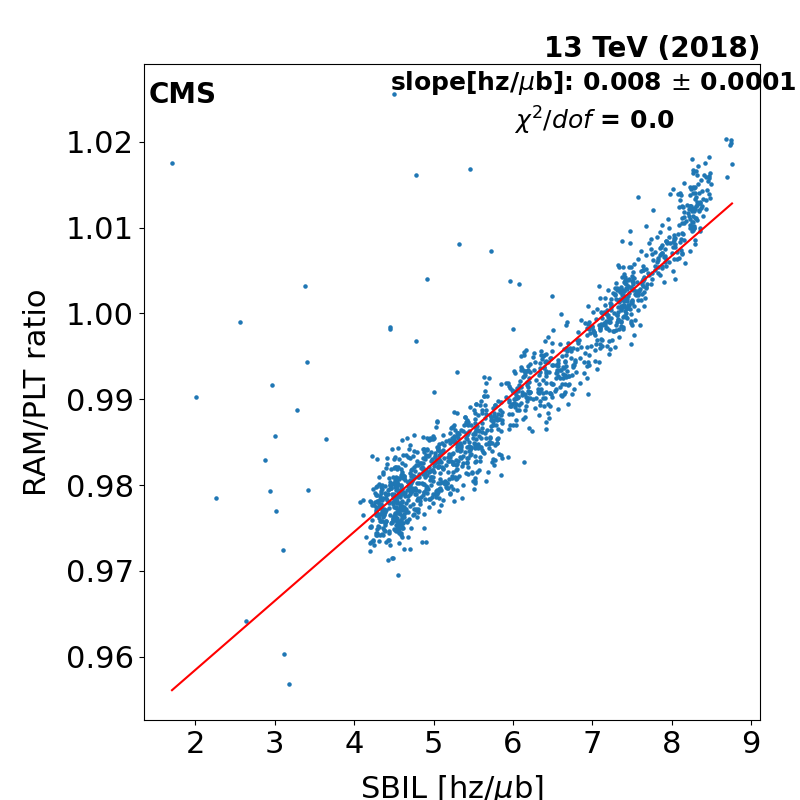 13 TeV (2018)
CMS
slope[hz/μb]: 0.008 ± 0.0001
χ²/dof = 0.0
1.02
1.01
1.00
0.99
0.98
0.97
0.96
RAM/PLT ratio
2 3 4 5 6 7 8 9
SBIL [hz/μb]